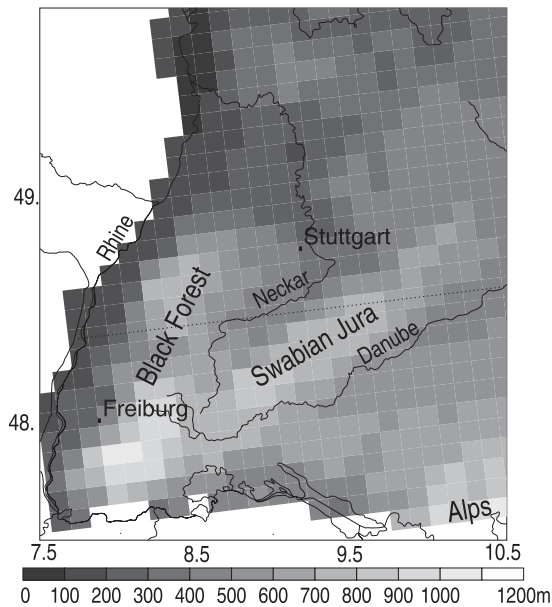 49.
Rhine
Stuttgart
Neckar
Black Forest
Swabian Jura
Danube
Freiburg
48.
Alps
7.5 8.5 9.5 10.5
0 100 200 300 400 500 600 700 800 900 1000 1200m